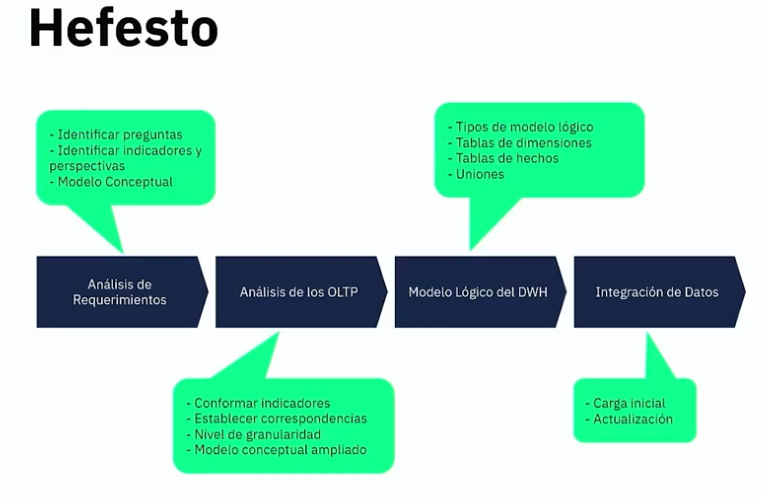 Hefesto
- Identificar preguntas
- Identificar indicadores y
perspectivas
- Modelo Conceptual
- Tipos de modelo lógico
- Tablas de dimensiones
- Tablas de hechos
- Uniones
Análisis de
Requerimientos
Análisis de los OLTP
Modelo Lógico del DWH
Integración de Datos
- Conformar indicadores
- Establecer correspondencias
- Nivel de granularidad
- Modelo conceptual ampliado
- Carga inicial
- Actualización